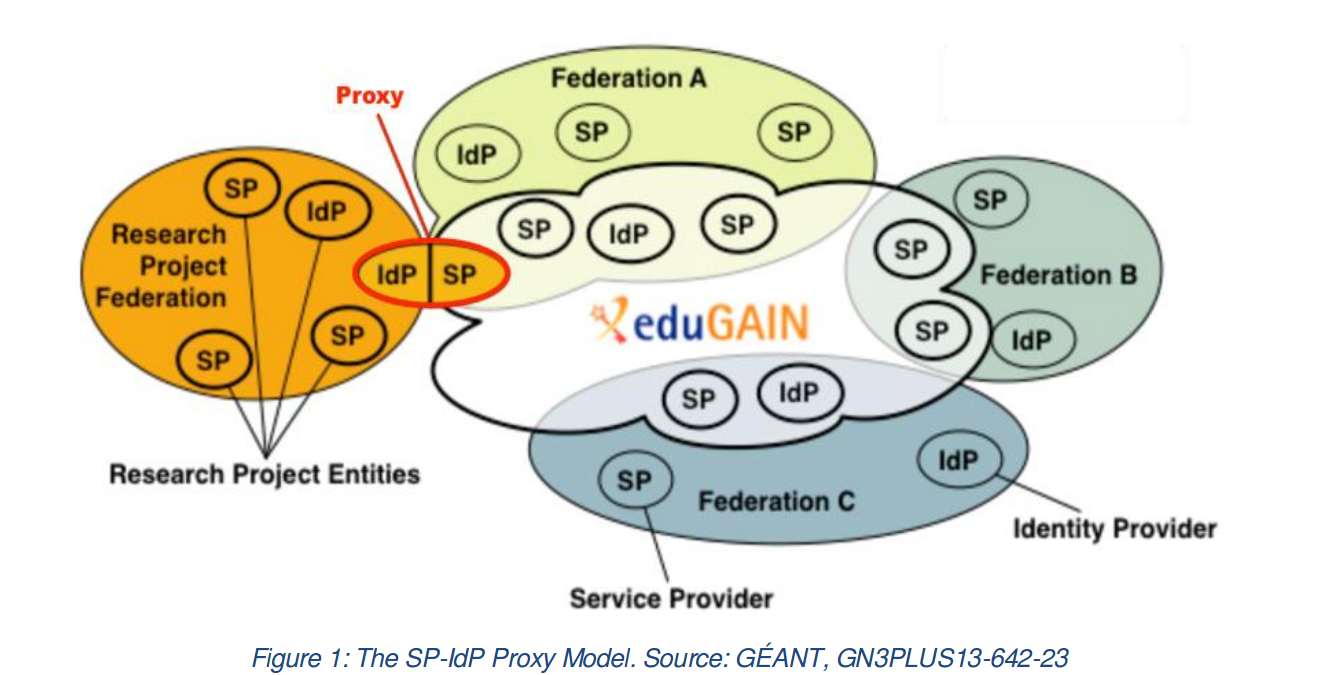 Federation A
Proxy
IdP
SP
SP
SP
IdP
Research
Project
Federation
SP
SP
IdP
SP
SP
IdP
SP
SP
SP
Federation B
IdP
eduGAIN
SP
SP
IdP
Research Project Entities
SP
Federation C
IdP
Identity Provider
Service Provider
Figure 1: The SP-IdP Proxy Model. Source: GÉANT, GN3PLUS13-642-23